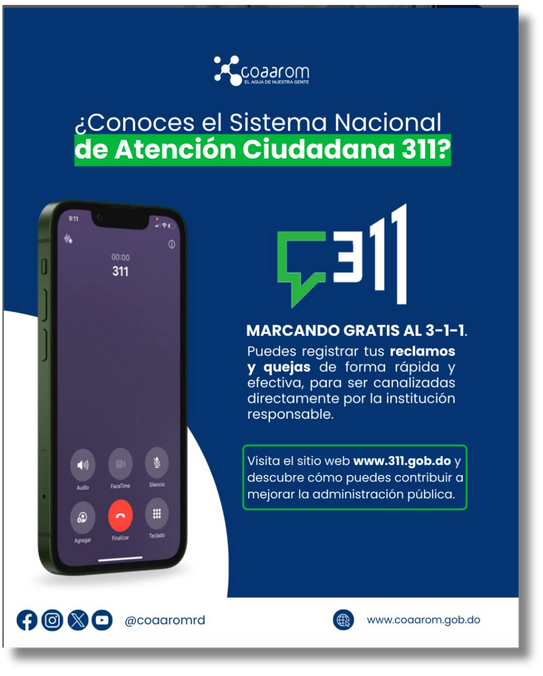 coaarom
EL AGUA DE NUESTRA GENTE
¿Conoces el Sistema Nacional
de Atención Ciudadana 311?
9:11
00:00
311
Audio
FaceTime
Silencio
Agregar
Finalizar
Teclado
311
MARCANDO GRATIS AL 3-1-1.
Puedes registrar tus reclamos
y quejas de forma rápida y
efectiva, para ser canalizadas
directamente por la institución
responsable.
Visita el sitio web www.311.gob.do y
descubre cómo puedes contribuir a
mejorar la administración pública.
@coaaromrd
www.coaarom.gob.do